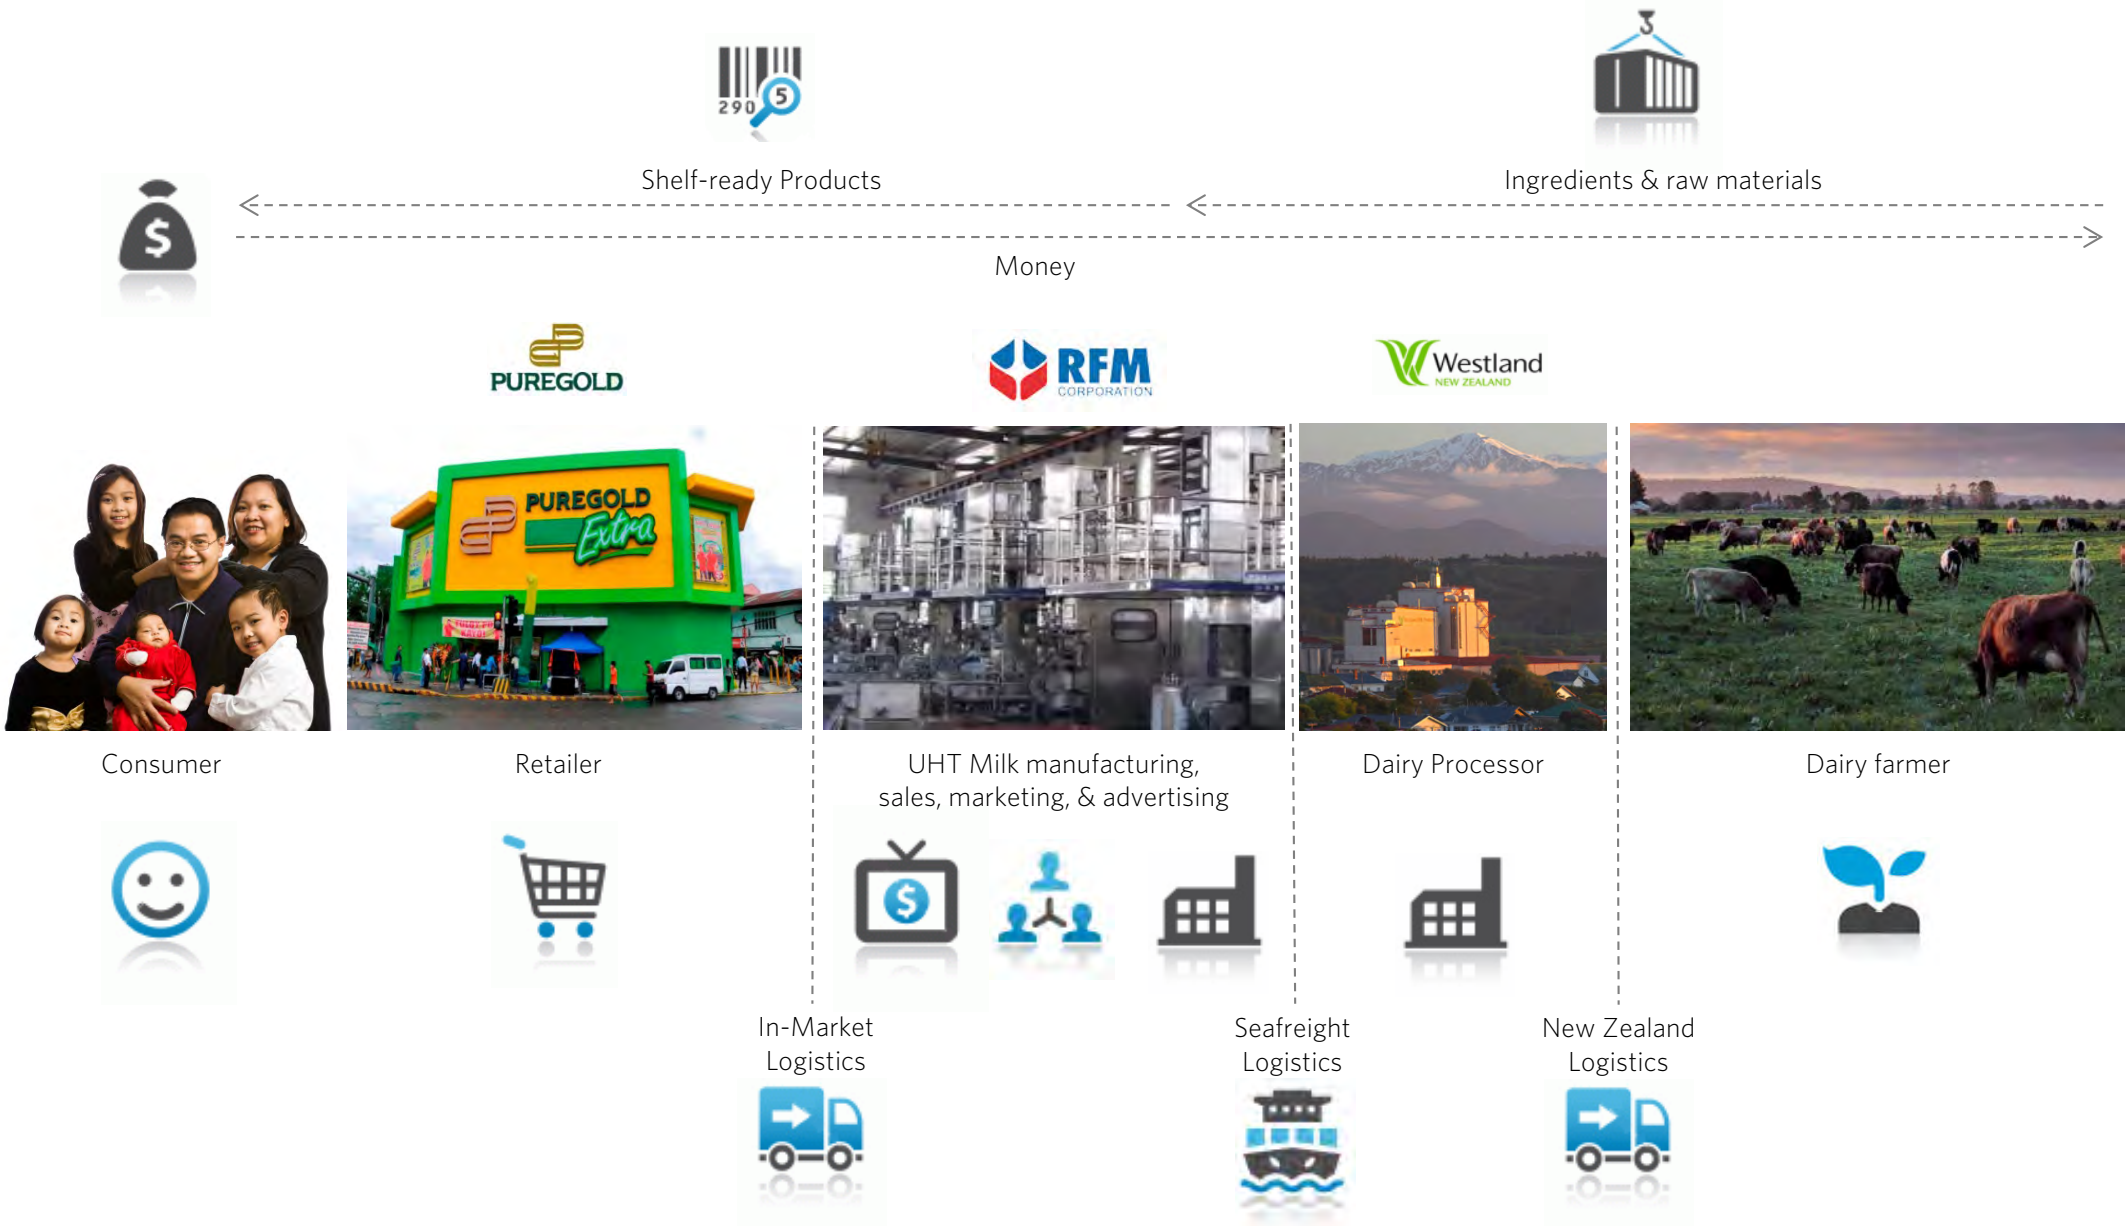 290
5
Shelf-ready Products
Ingredients & raw materials
$
Money
PUREGOLD
RFM
CORPORATION
Westland
NEW ZEALAND
PUREGOLD
Extra
Consumer
Retailer
UHT Milk manufacturing,
sales, marketing, & advertising
Dairy Processor
Dairy farmer
$
In-Market
Logistics
Seafreight
Logistics
New Zealand
Logistics